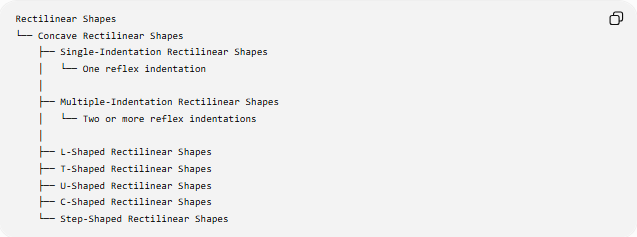 Rectilinear Shapes
└── Concave Rectilinear Shapes
    ├── Single-Indentation Rectilinear Shapes
    │   └── One reflex indentation
    │
    ├── Multiple-Indentation Rectilinear Shapes
    │   └── Two or more reflex indentations
    │
    ├── L-Shaped Rectilinear Shapes
    ├── T-Shaped Rectilinear Shapes
    ├── U-Shaped Rectilinear Shapes
    ├── C-Shaped Rectilinear Shapes
    └── Step-Shaped Rectilinear Shapes